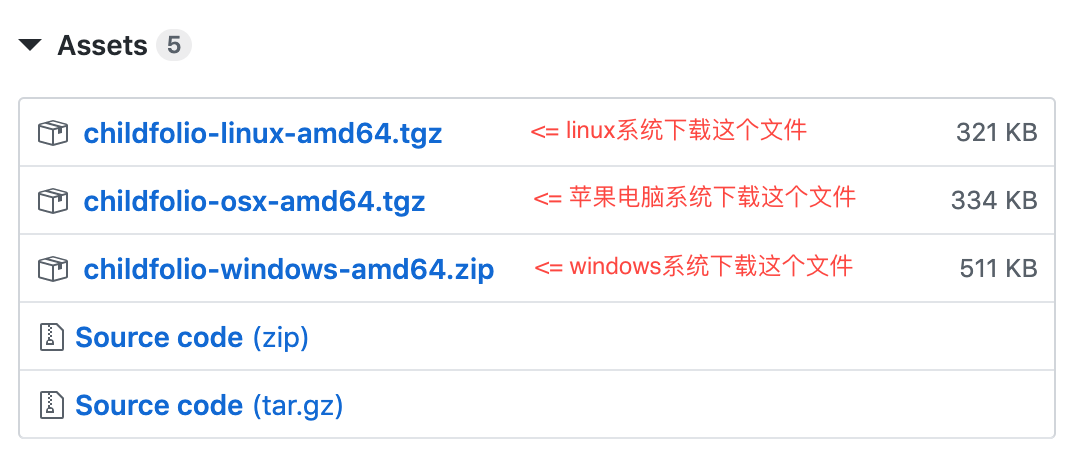 Assets 5
childfolio-linux-amd64.tgz <= linux系统下载这个文件 321 KB
childfolio-osx-amd64.tgz <= 苹果电脑系统下载这个文件 334 KB
childfolio-windows-amd64.zip <= windows系统下载这个文件 511 KB
Source code (zip)
Source code (tar.gz)